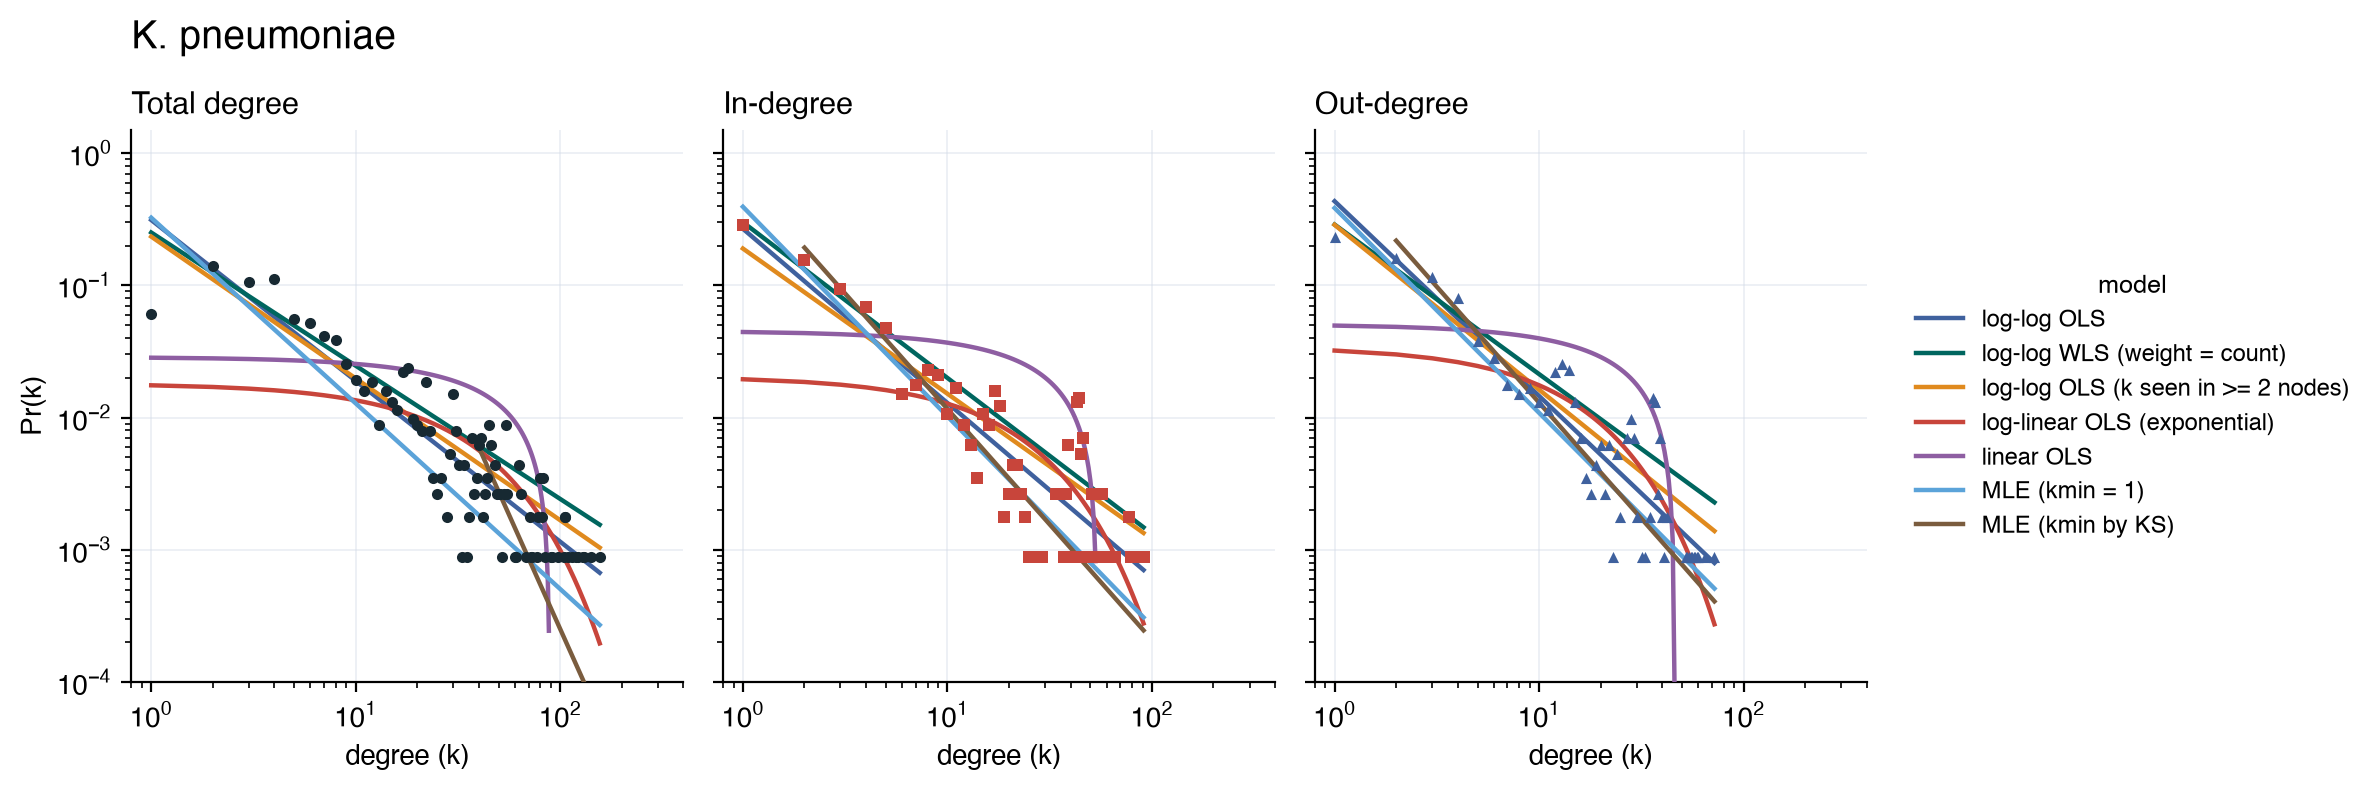 K. pneumoniae
Total degree
In-degree
Out-degree
Pr(k)
10^0
10^-1
10^-2
10^-3
10^-4
10^0 10^1 10^2
10^0 10^1 10^2
10^0 10^1 10^2
degree (k)
degree (k)
degree (k)
model
log-log OLS
log-log WLS (weight = count)
log-log OLS (k seen in >= 2 nodes)
log-linear OLS (exponential)
linear OLS
MLE (kmin = 1)
MLE (kmin by KS)